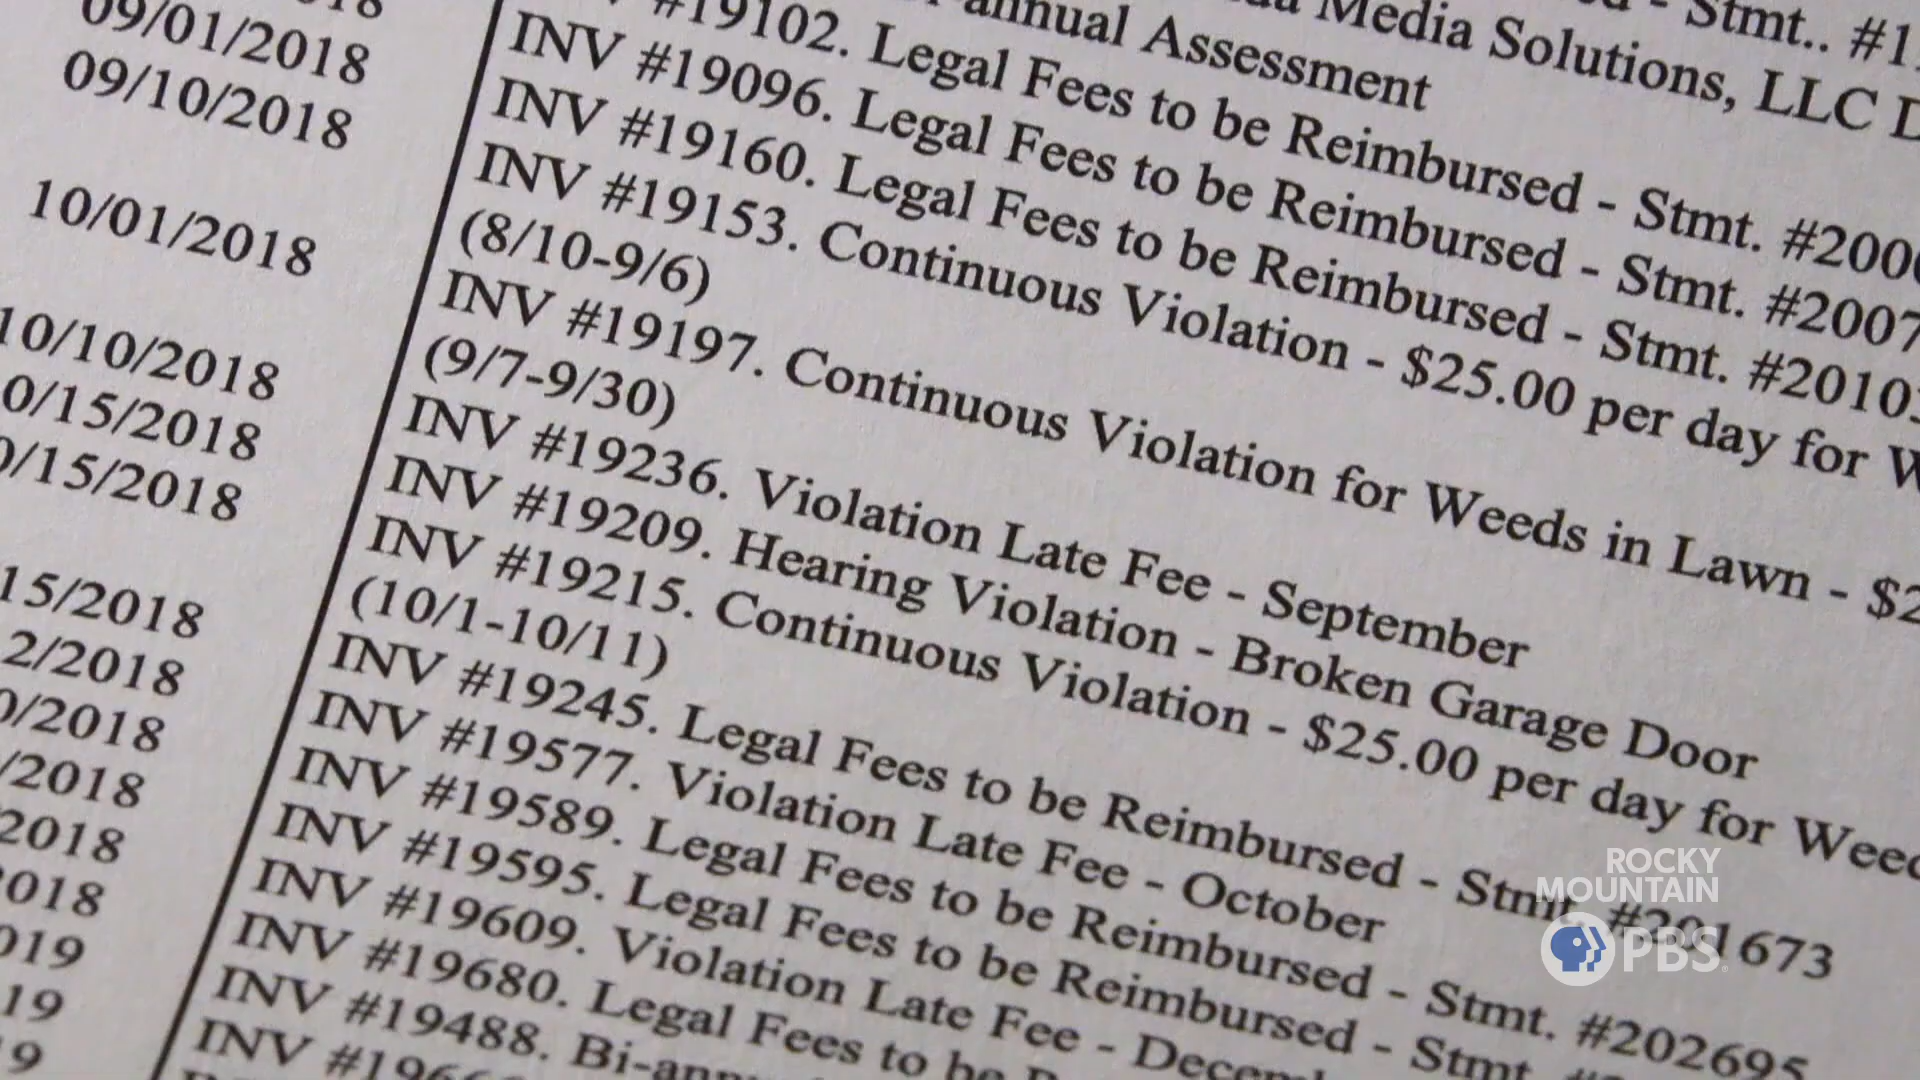 09/01/2018
09/10/2018
10/01/2018
10/10/2018
0/15/2018
0/15/2018
15/2018
2/2018
0/2018
/2018
2018
018
019
19
9
- Stmt.. #1
Media Solutions, LLC D
annual Assessment
#19102. Legal Fees to be Reimbursed - Stmt. #200
INV #19096. Legal Fees to be Reimbursed - Stmt. #2007
INV #19160. Legal Fees to be Reimbursed - Stmt. #2010
INV #19153. Continuous Violation - $25.00 per day for W
(8/10-9/6)
INV #19197. Continuous Violation for Weeds in Lawn - $2
(9/7-9/30)
INV #19236. Violation Late Fee - September
INV #19209. Hearing Violation - Broken Garage Door
INV #19215. Continuous Violation - $25.00 per day for Weed
(10/1-10/11)
INV #19245. Legal Fees to be Reimbursed - Stmt. #201673
INV #19577. Violation Late Fee - October
INV #19589. Legal Fees to be Reimbursed - Stmt. #202695
INV #19595. Legal Fees to be Reimbursed - Stmt
INV #19609. Violation Late Fee - Decem
INV #19680. Legal Fees to be
INV #19488. Bi-annu
INV #196
ROCKY
MOUNTAIN
PBS